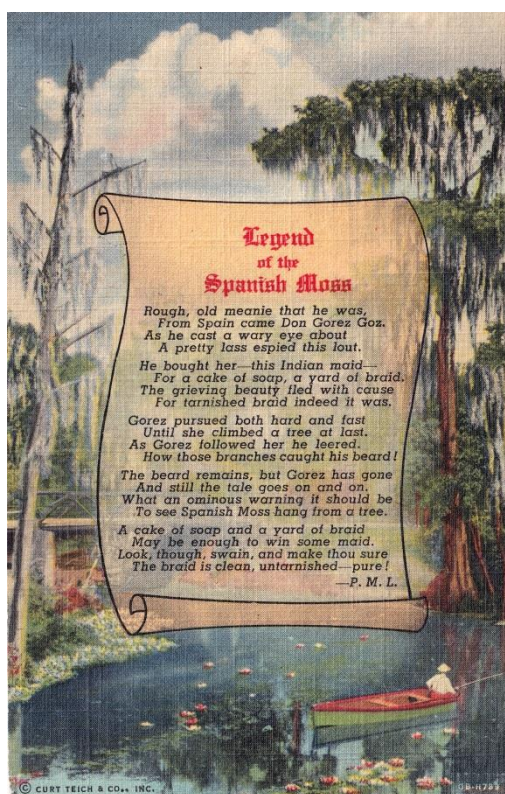 Legend
of the
Spanish Moss
Rough, old meanie that he was,
From Spain came Don Gorez Goz.
As he cast a wary eye about
A pretty lass espied this lout.
He bought her—this Indian maid—
For a cake of soap, a yard of braid.
The grieving beauty fled with cause
For tarnished braid indeed it was.
Gorez pursued both hard and fast
Until she climbed a tree at last.
As Gorez followed her he leered.
How those branches caught his beard!
The beard remains, but Gorez has gone
And still the tale goes on and on.
What an ominous warning it should be
To see Spanish Moss hang from a tree.
A cake of soap and a yard of braid
May be enough to win some maid.
Look, though, swain, and make thou sure
The braid is clean, untarnished—pure!
—P. M. L.
© CURT TEICH & CO., INC.